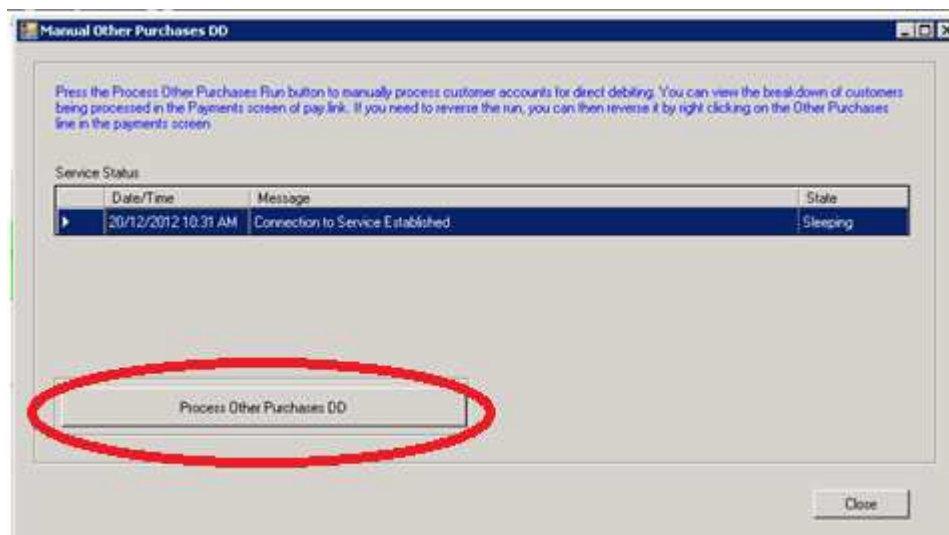 Manual Other Purchases DD
Press the Process Other Purchases Run button to manually process customer accounts for direct debiting. You can view the breakdown of customers
being processed in the Payments screen of pay.link. If you need to reverse the run, you can then reverse it by right clicking on the Other Purchases
line in the payments screen
Service Status
Date/Time Message State
20/12/2012 10:31 AM Connection to Service Established Sleeping
Process Other Purchases DD
Close